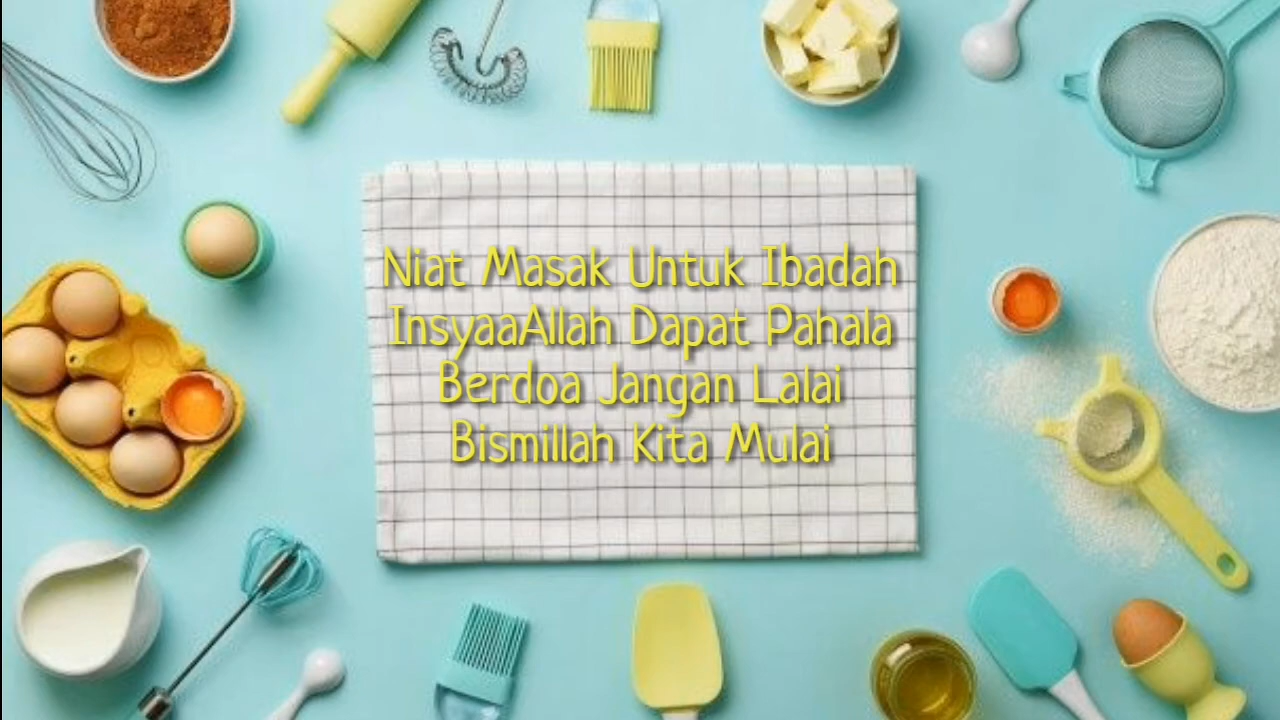 Niat Masak Untuk Ibadah
InsyaaAllah Dapat Pahala
Berdoa Jangan Lalai
Bismillah Kita Mulai